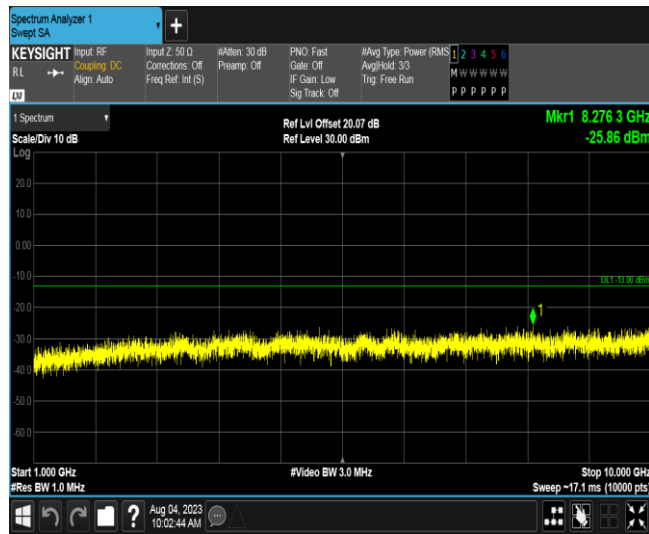 Spectrum Analyzer 1
Swept SA
+
KEYSIGHT
RL
LXI
Input: RF
Coupling: DC
Align: Auto
Input Z: 50 Ω
Corrections: Off
Freq Ref: Int (S)
#Atten: 30 dB
Preamp: Off
PNO: Fast
Gate: Off
IF Gain: Low
Sig Track: Off
#Avg Type: Power (RMS
Avg|Hold: 3/3
Trig: Free Run
1 2 3 4 5 6
M W W W W W
P P P P P P
1 Spectrum
Scale/Div 10 dB
Log
Ref Lvl Offset 20.07 dB
Ref Level 30.00 dBm
Mkr1 8.276 3 GHz
-25.86 dBm
20.0
10.0
0.00
-10.0
DL1 -13.00 dBm
-20.0
1
-30.0
-40.0
-50.0
-60.0
Start 1.000 GHz
#Res BW 1.0 MHz
#Video BW 3.0 MHz
Stop 10.000 GHz
Sweep ~17.1 ms (10000 pts)
?
Aug 04, 2023
10:02:44 AM